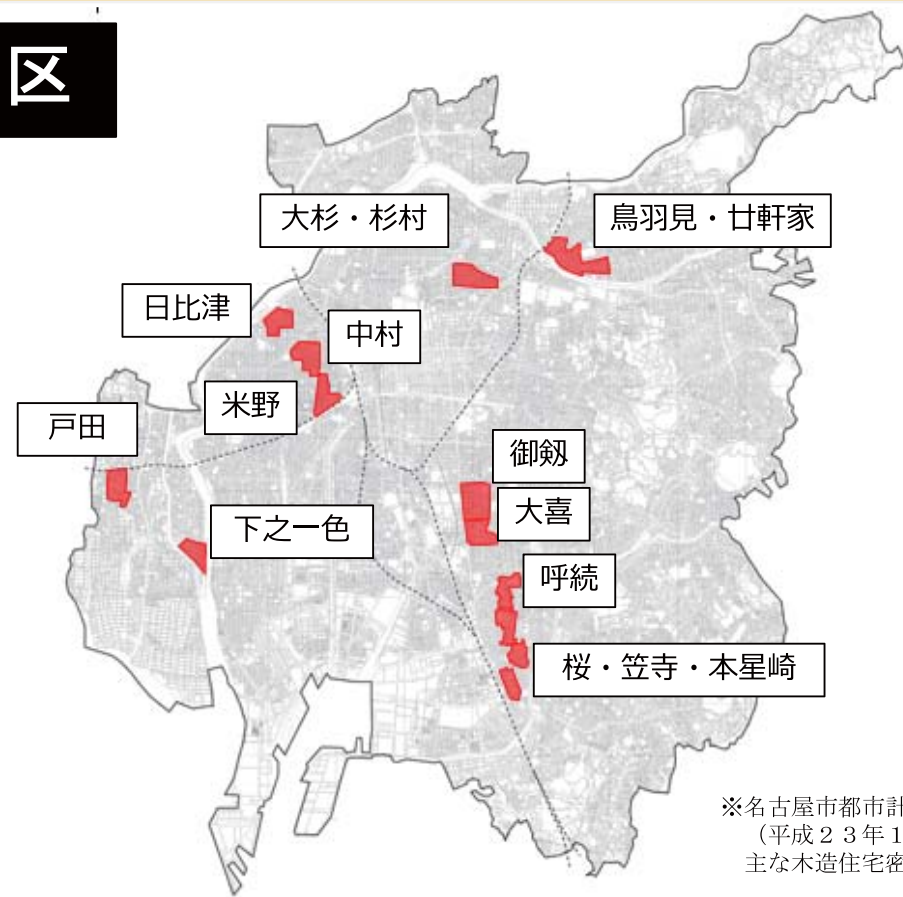 区
大杉・杉村
鳥羽見・廿軒家
日比津
中村
米野
戸田
御剱
大喜
下之一色
呼続
桜・笠寺・本星崎
※名古屋市都市計
（平成２３年１
主な木造住宅密